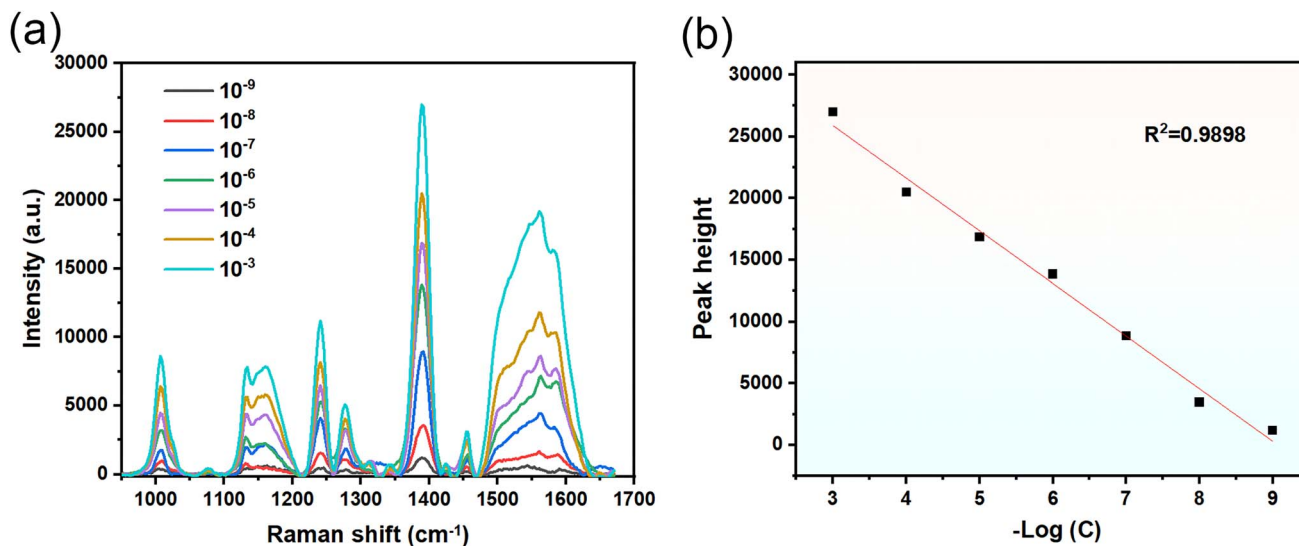 (a)
30000
25000
20000
15000
10000
5000
0
Intensity (a.u.)
10⁻⁹
10⁻⁸
10⁻⁷
10⁻⁶
10⁻⁵
10⁻⁴
10⁻³
1000 1100 1200 1300 1400 1500 1600 1700
Raman shift (cm⁻¹)
(b)
30000
25000
20000
15000
10000
5000
0
Peak height
R²=0.9898
3 4 5 6 7 8 9
-Log (C)